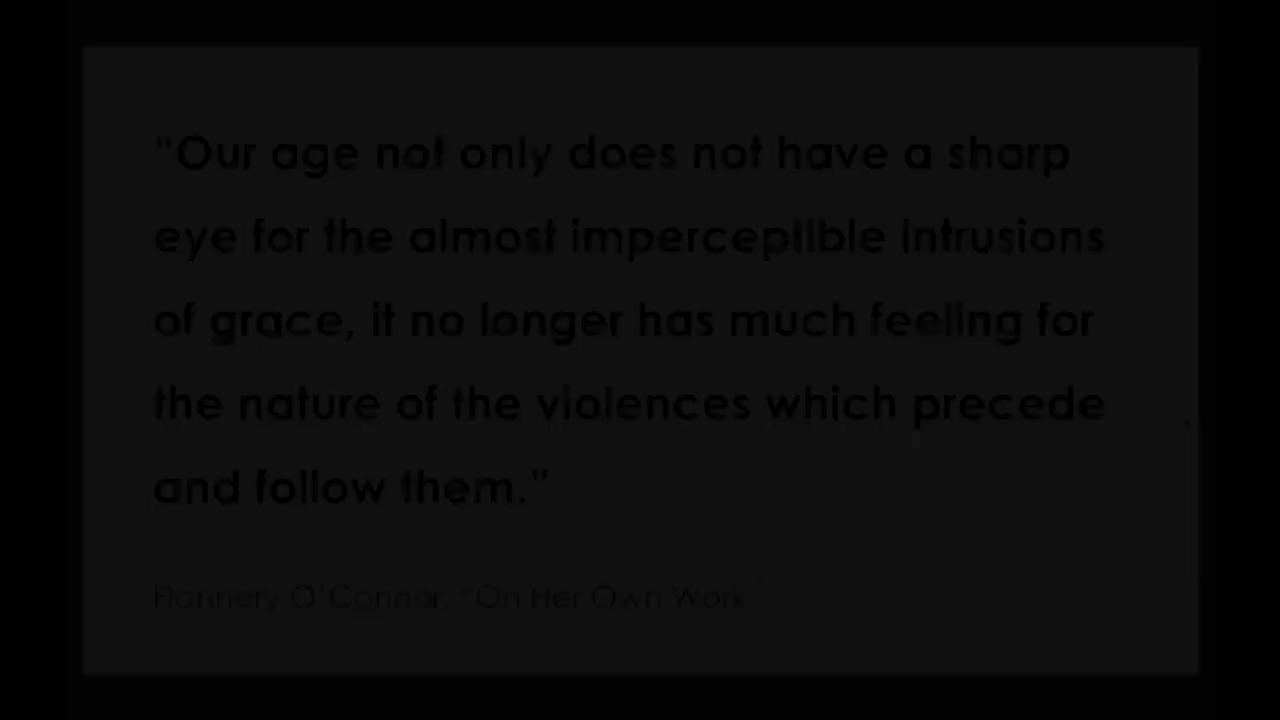 "Our age not only does not have a sharp
eye for the almost imperceptible intrusions
of grace, it no longer has much feeling for
the nature of the violences which precede
and follow them."
Flannery O'Connor, "On Her Own Work"